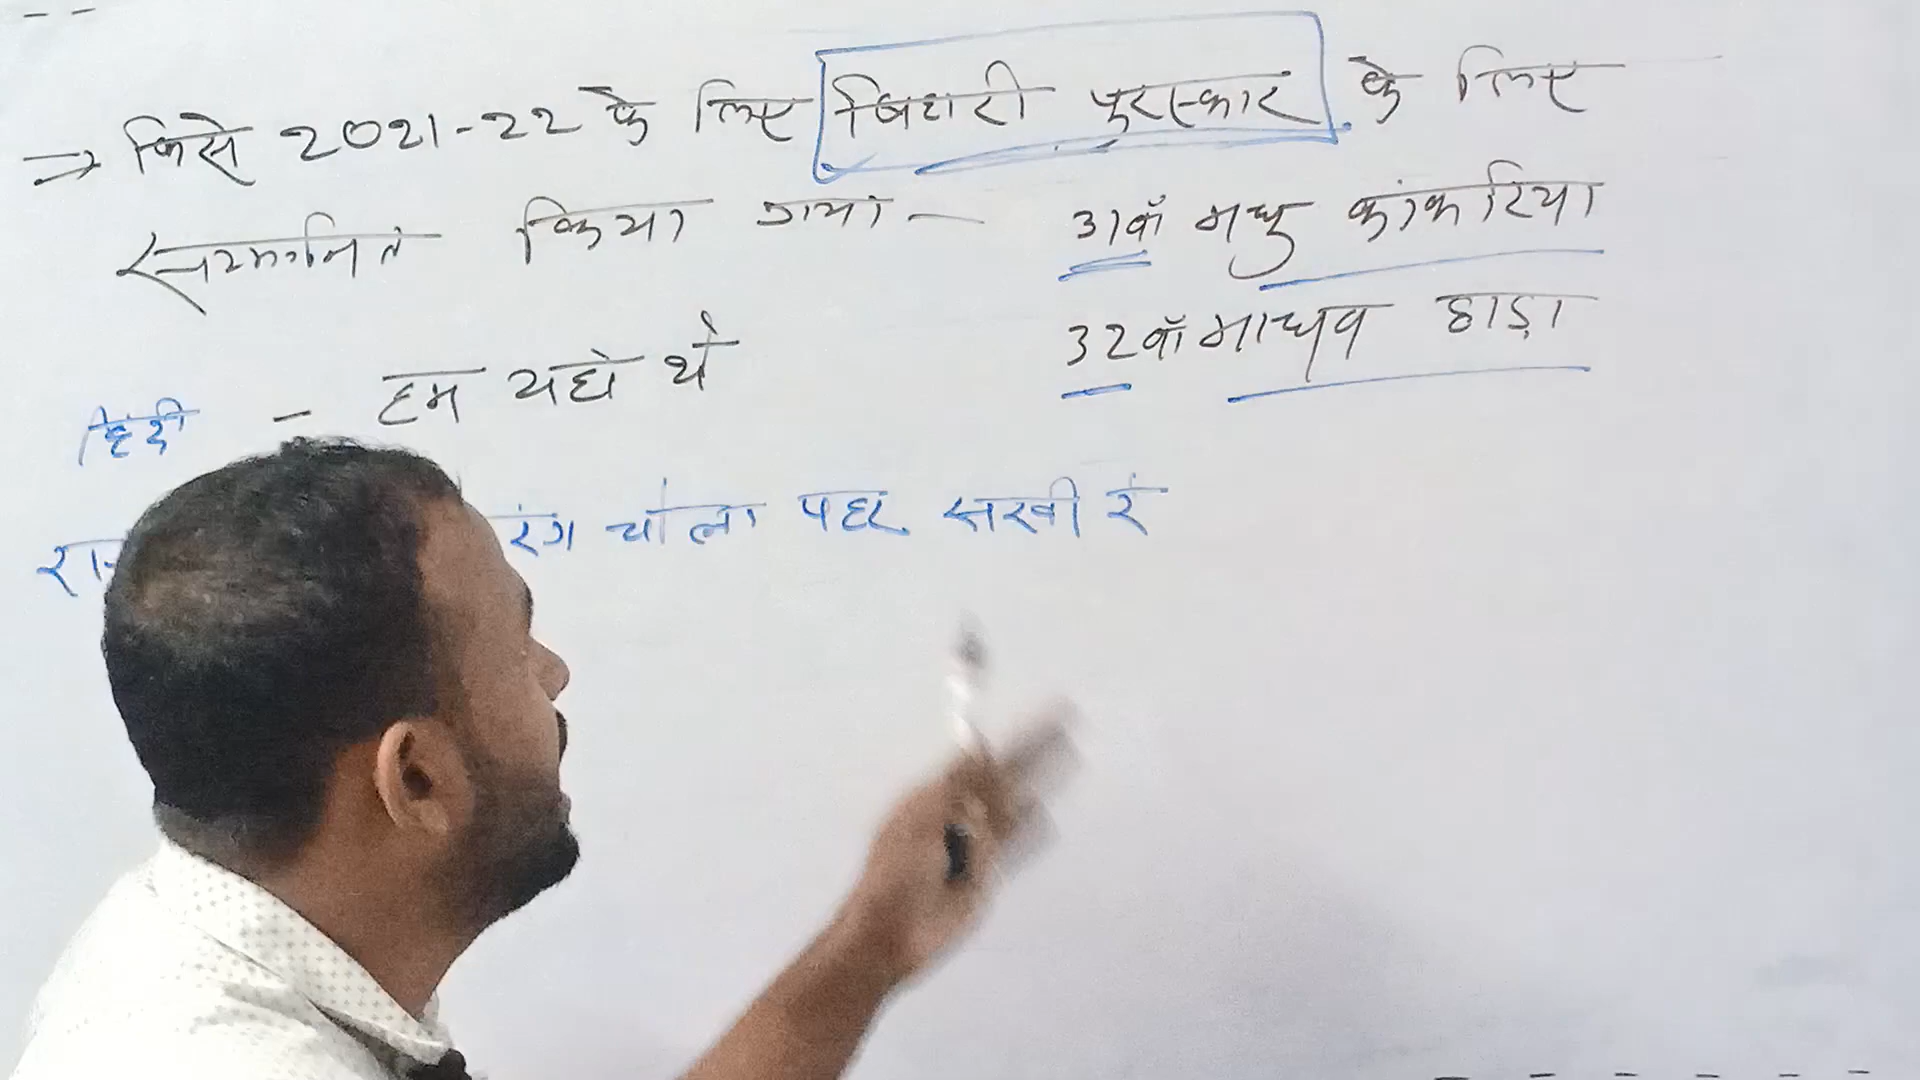 ⇒ किसे 2021-22 के लिए बिहारी पुरस्कार के लिए
सम्मानित किया गया —
31वॉ मधु कांकरिया
32वॉ माधव हाड़ा
हिंदी - हम यहाँ थे
रंग चोला पहर सखी रे